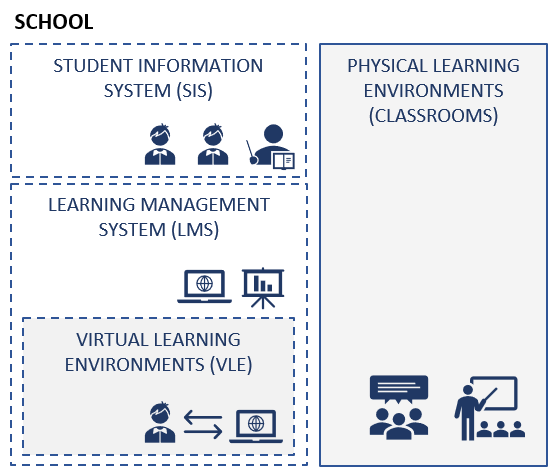 SCHOOL
STUDENT INFORMATION
SYSTEM (SIS)
LEARNING MANAGEMENT
SYSTEM (LMS)
VIRTUAL LEARNING
ENVIRONMENTS (VLE)
PHYSICAL LEARNING
ENVIRONMENTS
(CLASSROOMS)